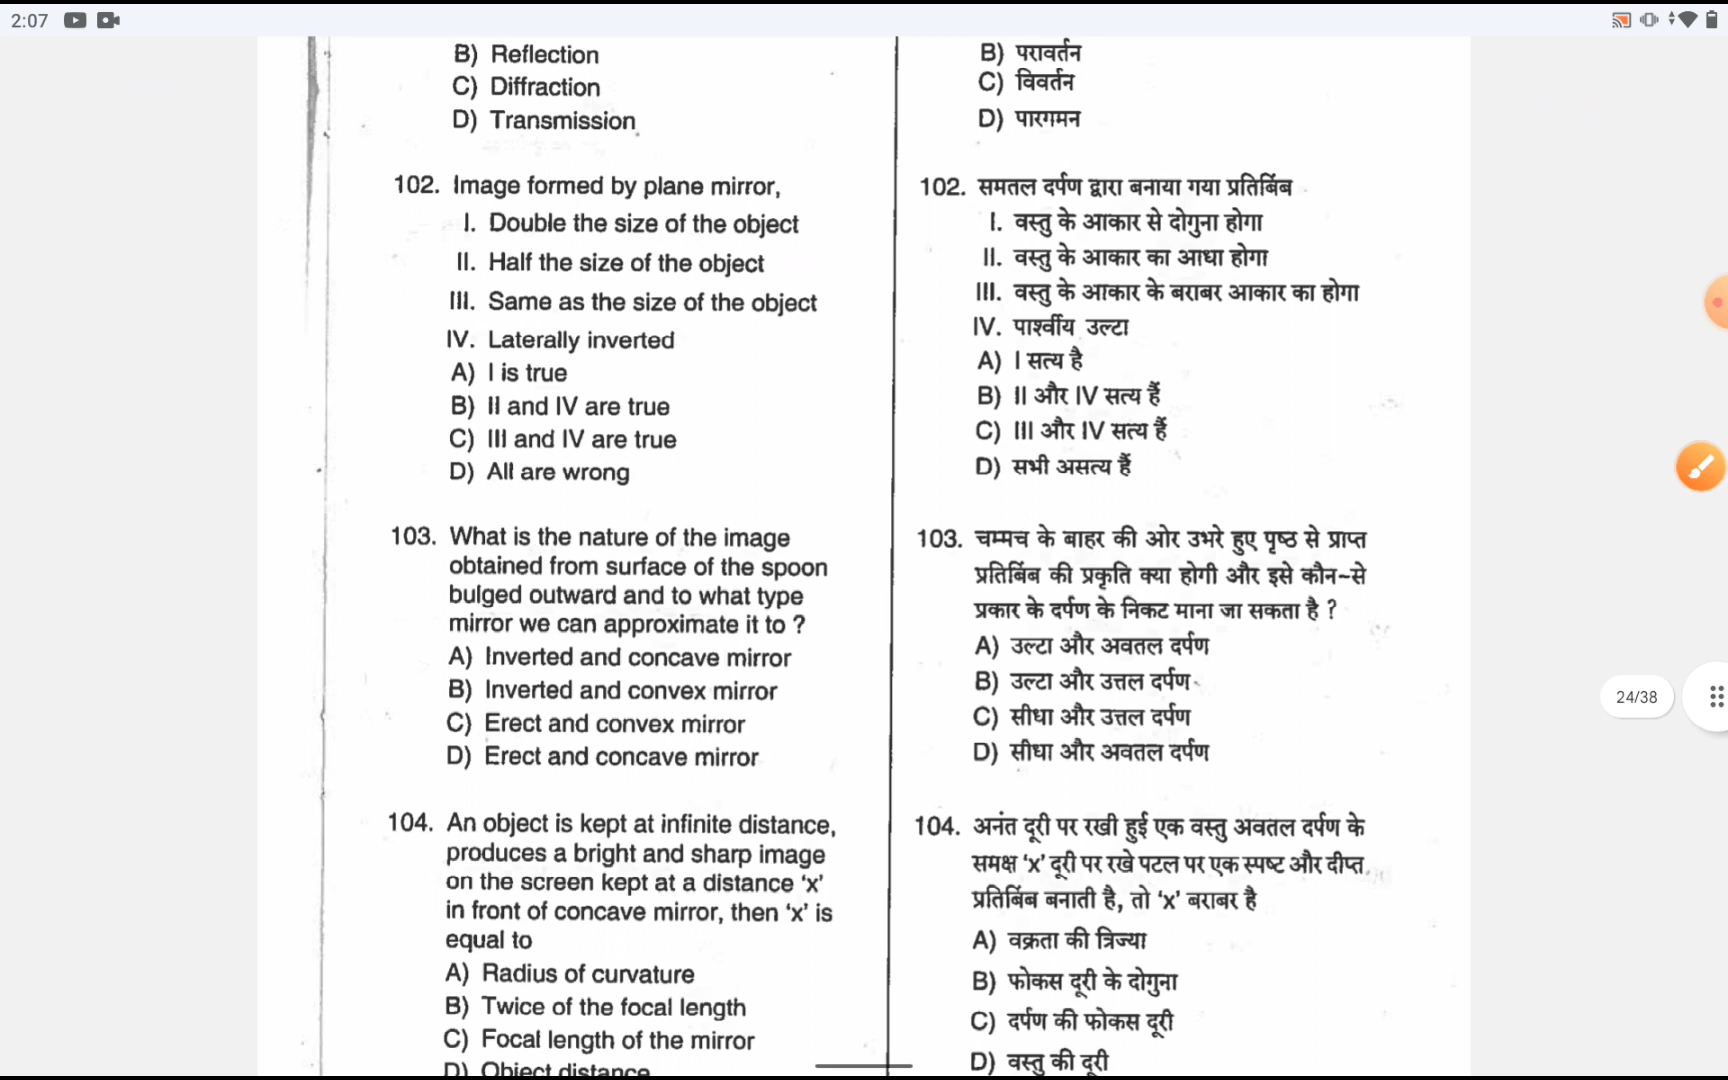 2:07
B) Reflection
C) Diffraction
D) Transmission
102. Image formed by plane mirror,
I. Double the size of the object
II. Half the size of the object
III. Same as the size of the object
IV. Laterally inverted
A) I is true
B) II and IV are true
C) III and IV are true
D) All are wrong
103. What is the nature of the image
obtained from surface of the spoon
bulged outward and to what type
mirror we can approximate it to ?
A) Inverted and concave mirror
B) Inverted and convex mirror
C) Erect and convex mirror
D) Erect and concave mirror
104. An object is kept at infinite distance,
produces a bright and sharp image
on the screen kept at a distance ‘x’
in front of concave mirror, then ‘x’ is
equal to
A) Radius of curvature
B) Twice of the focal length
C) Focal length of the mirror
D) Object distance
B) परावर्तन
C) विवर्तन
D) पारगमन
102. समतल दर्पण द्वारा बनाया गया प्रतिबिंब
I. वस्तु के आकार से दोगुना होगा
II. वस्तु के आकार का आधा होगा
III. वस्तु के आकार के बराबर आकार का होगा
IV. पार्श्वीय उल्टा
A) I सत्य है
B) II और IV सत्य हैं
C) III और IV सत्य हैं
D) सभी असत्य हैं
103. चम्मच के बाहर की ओर उभरे हुए पृष्ठ से प्राप्त
प्रतिबिंब की प्रकृति क्या होगी और इसे कौन-से
प्रकार के दर्पण के निकट माना जा सकता है ?
A) उल्टा और अवतल दर्पण
B) उल्टा और उत्तल दर्पण
C) सीधा और उत्तल दर्पण
D) सीधा और अवतल दर्पण
104. अनंत दूरी पर रखी हुई एक वस्तु अवतल दर्पण के
समक्ष ‘x’ दूरी पर रखे पटल पर एक स्पष्ट और दीप्त
प्रतिबिंब बनाती है, तो ‘x’ बराबर है
A) वक्रता की त्रिज्या
B) फोकस दूरी के दोगुना
C) दर्पण की फोकस दूरी
D) वस्तु की दूरी
24/38